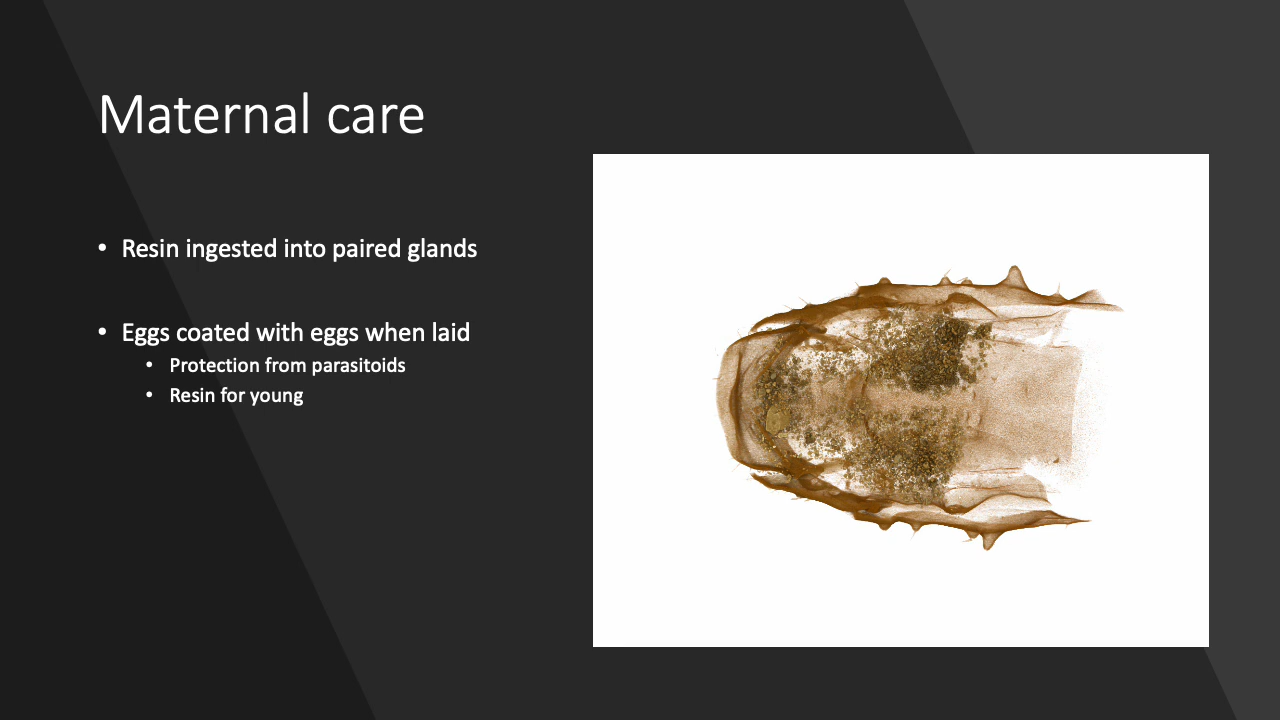 Maternal care
• Resin ingested into paired glands
• Eggs coated with eggs when laid
• Protection from parasitoids
• Resin for young